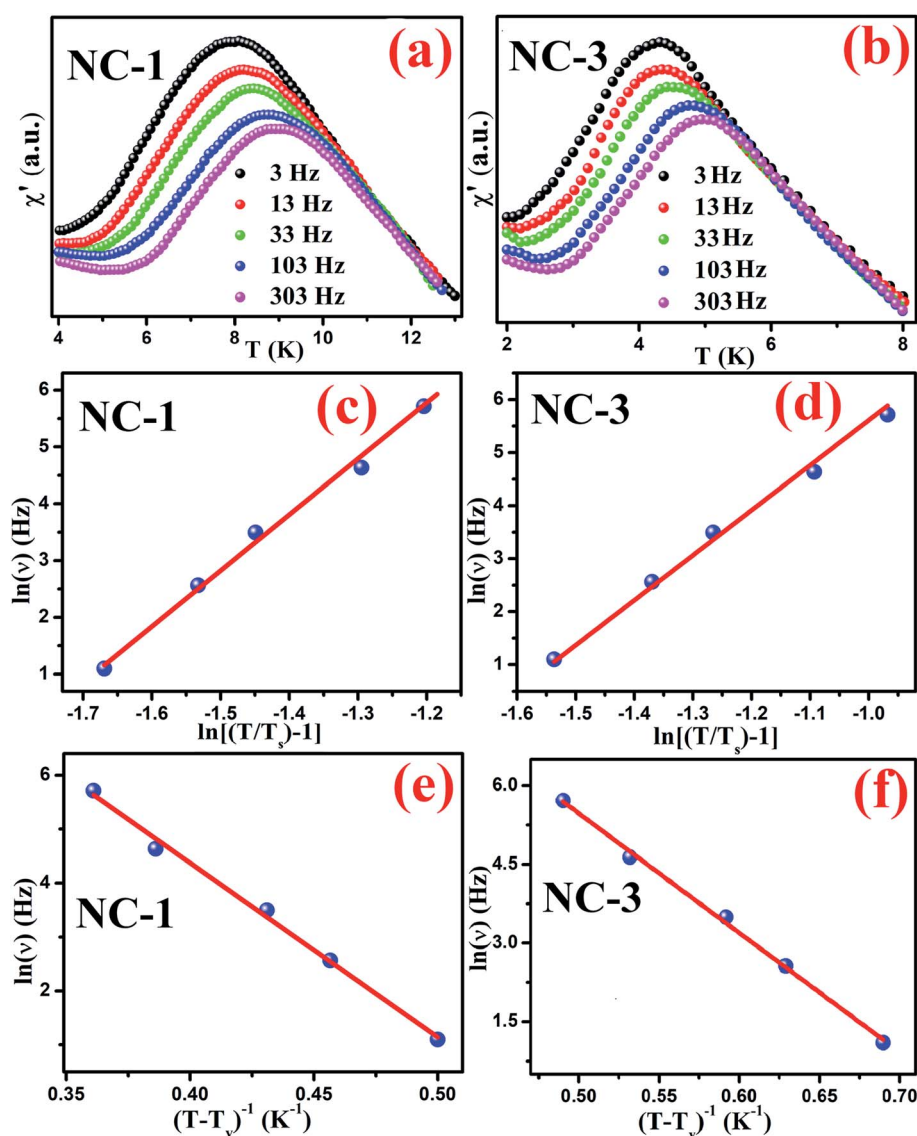 NC-1
(a)
χ' (a.u.)
3 Hz
13 Hz
33 Hz
103 Hz
303 Hz
4 6 8 10 12
T (K)
NC-3
(b)
χ' (a.u.)
3 Hz
13 Hz
33 Hz
103 Hz
303 Hz
2 4 6 8
T (K)
NC-1
(c)
ln(ν) (Hz)
6
5
4
3
2
1
-1.7 -1.6 -1.5 -1.4 -1.3 -1.2
ln[(T/Ts)-1]
NC-3
(d)
ln(ν) (Hz)
6
5
4
3
2
1
-1.6 -1.5 -1.4 -1.3 -1.2 -1.1 -1.0
ln[(T/Ts)-1]
(e)
NC-1
ln(ν) (Hz)
6
4
2
0.35 0.40 0.45 0.50
(T-Tv)⁻¹ (K⁻¹)
(f)
NC-3
ln(ν) (Hz)
6.0
4.5
3.0
1.5
0.50 0.55 0.60 0.65 0.70
(T-Tv)⁻¹ (K⁻¹)